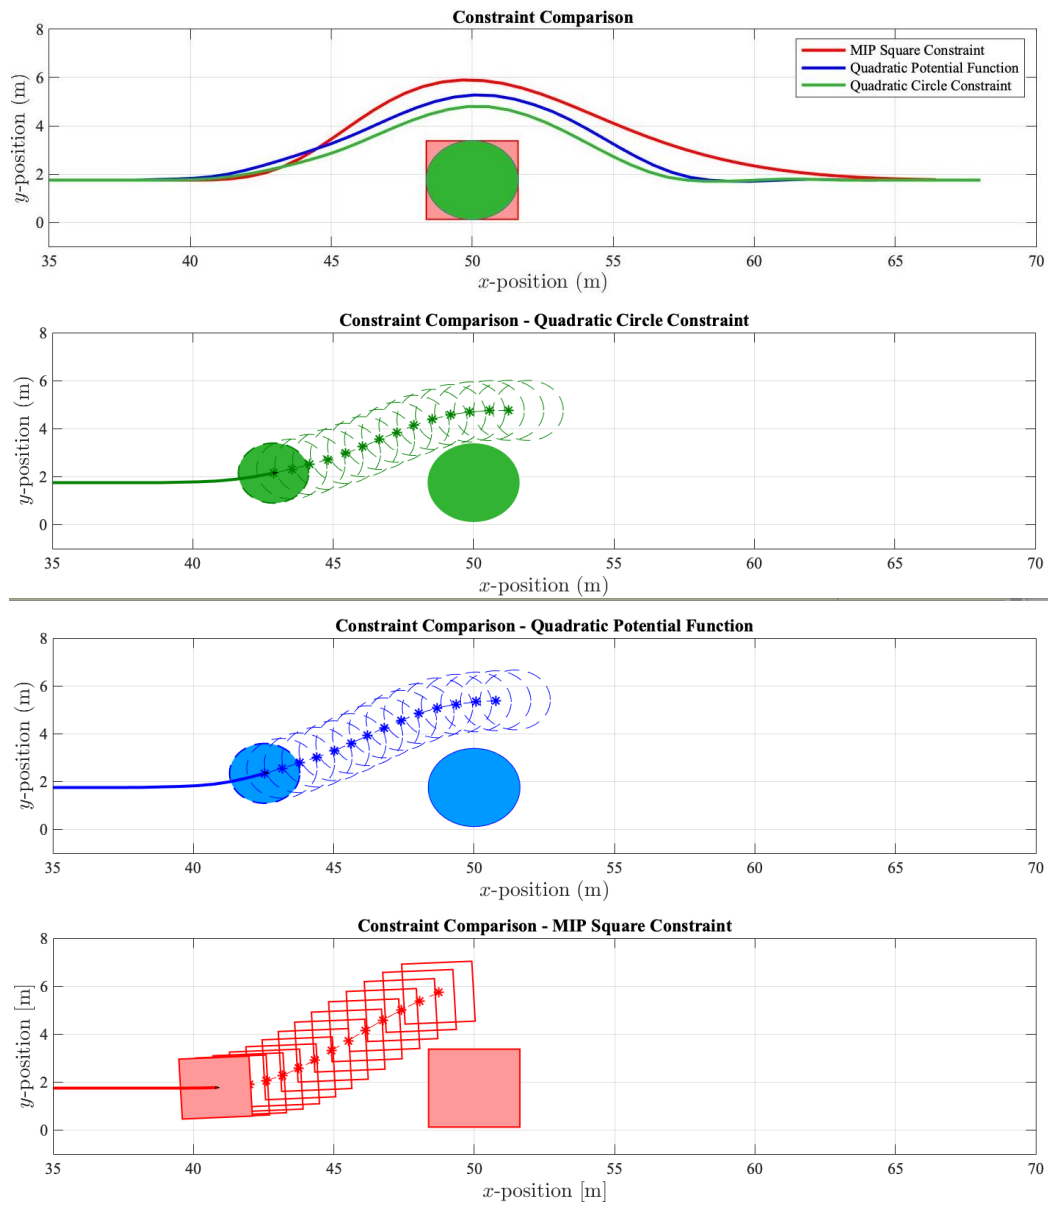 Constraint Comparison
8
6
4
2
0
y-position (m)
MIP Square Constraint
Quadratic Potential Function
Quadratic Circle Constraint
35 40 45 50 55 60 65 70
x-position (m)
Constraint Comparison - Quadratic Circle Constraint
8
6
4
2
0
y-position (m)
35 40 45 50 55 60 65 70
x-position (m)
Constraint Comparison - Quadratic Potential Function
8
6
4
2
0
y-position (m)
35 40 45 50 55 60 65 70
x-position (m)
Constraint Comparison - MIP Square Constraint
8
6
4
2
0
y-position [m]
35 40 45 50 55 60 65 70
x-position [m]